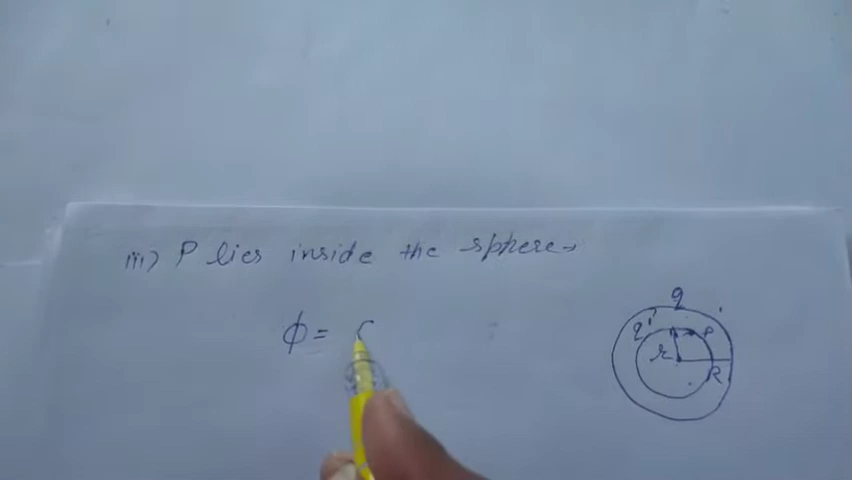 iii) P lies inside the sphere→
q
q' P
ϕ =
r R